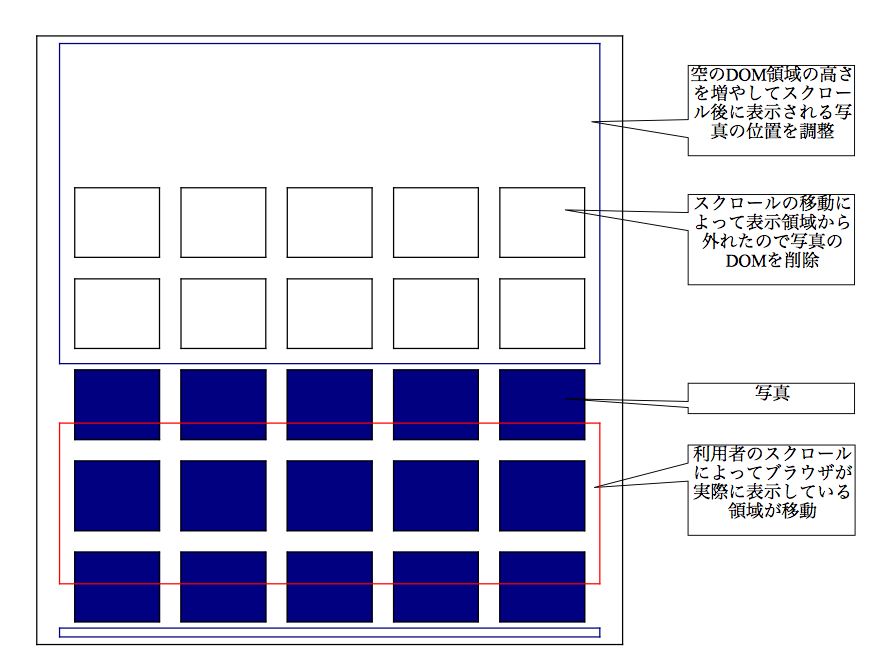 空のDOM領域の高さ
を増やしてスクロー
ル後に表示される写
真の位置を調整
スクロールの移動に
よって表示領域から
外れたので写真の
DOMを削除
写真
利用者のスクロール
によってブラウザが
実際に表示している
領域が移動